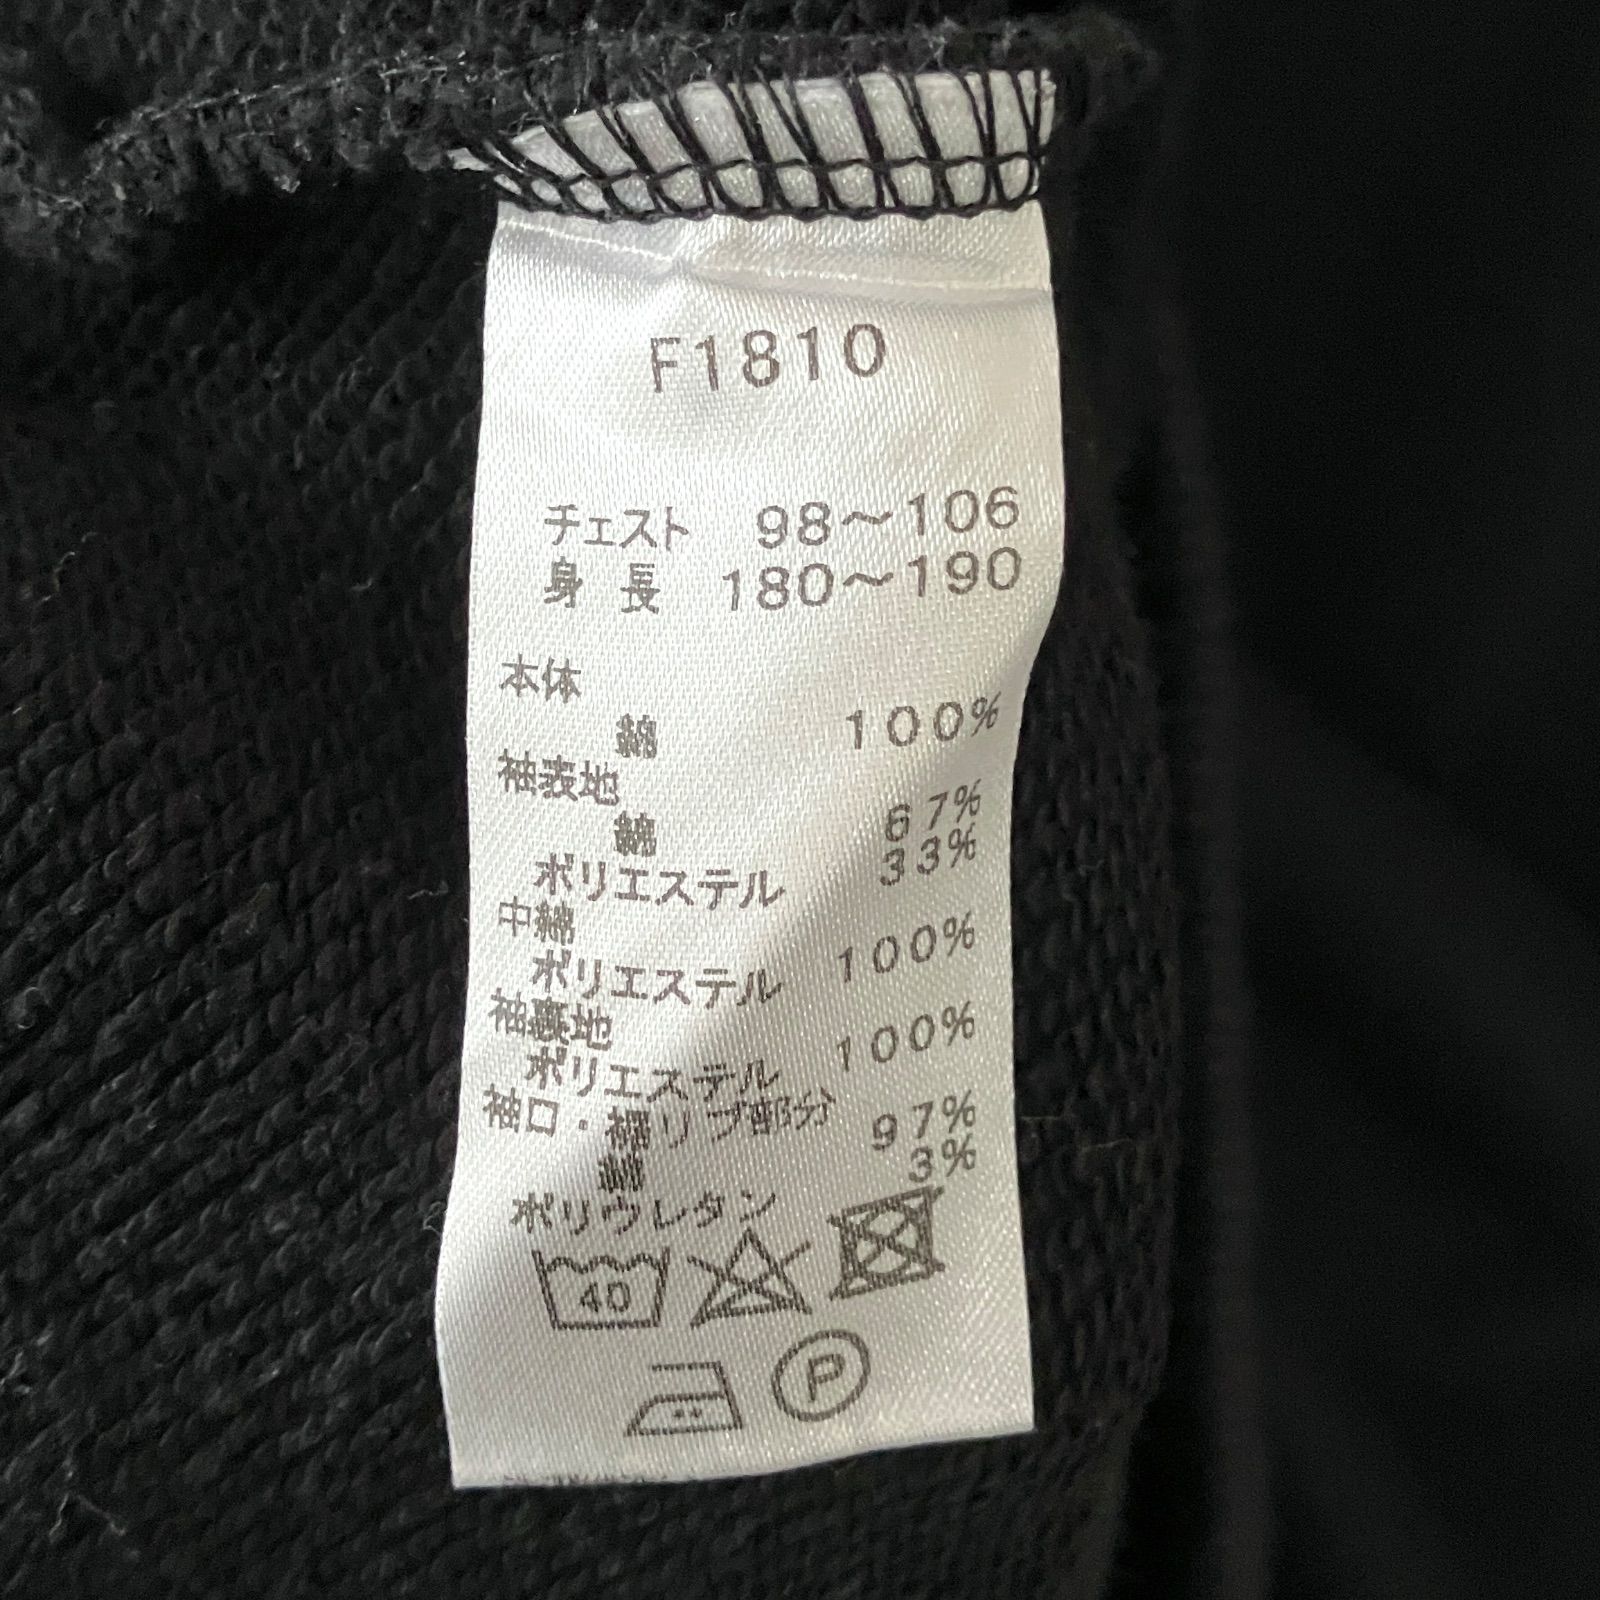 F1810
チェスト 98〜106
身長 180〜190
本体
綿 100%
袖表地
綿 67%
ポリエステル 33%
中綿
ポリエステル 100%
袖裏地
ポリエステル 100%
袖口・裾リブ部分
綿 97%
ポリウレタン 3%
40
P